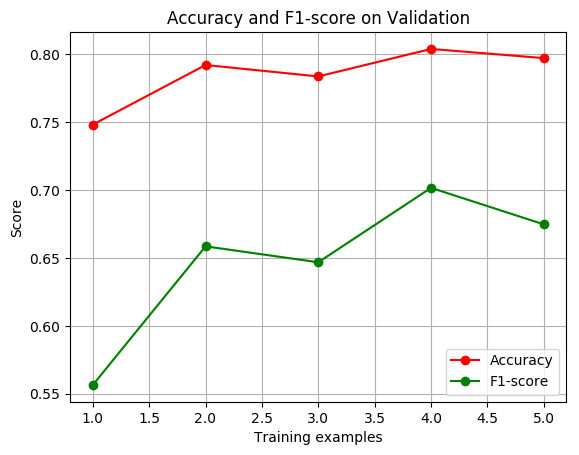 Accuracy and F1-score on Validation
0.80
0.75
0.70
0.65
0.60
0.55
Score
Accuracy
F1-score
1.0 1.5 2.0 2.5 3.0 3.5 4.0 4.5 5.0
Training examples